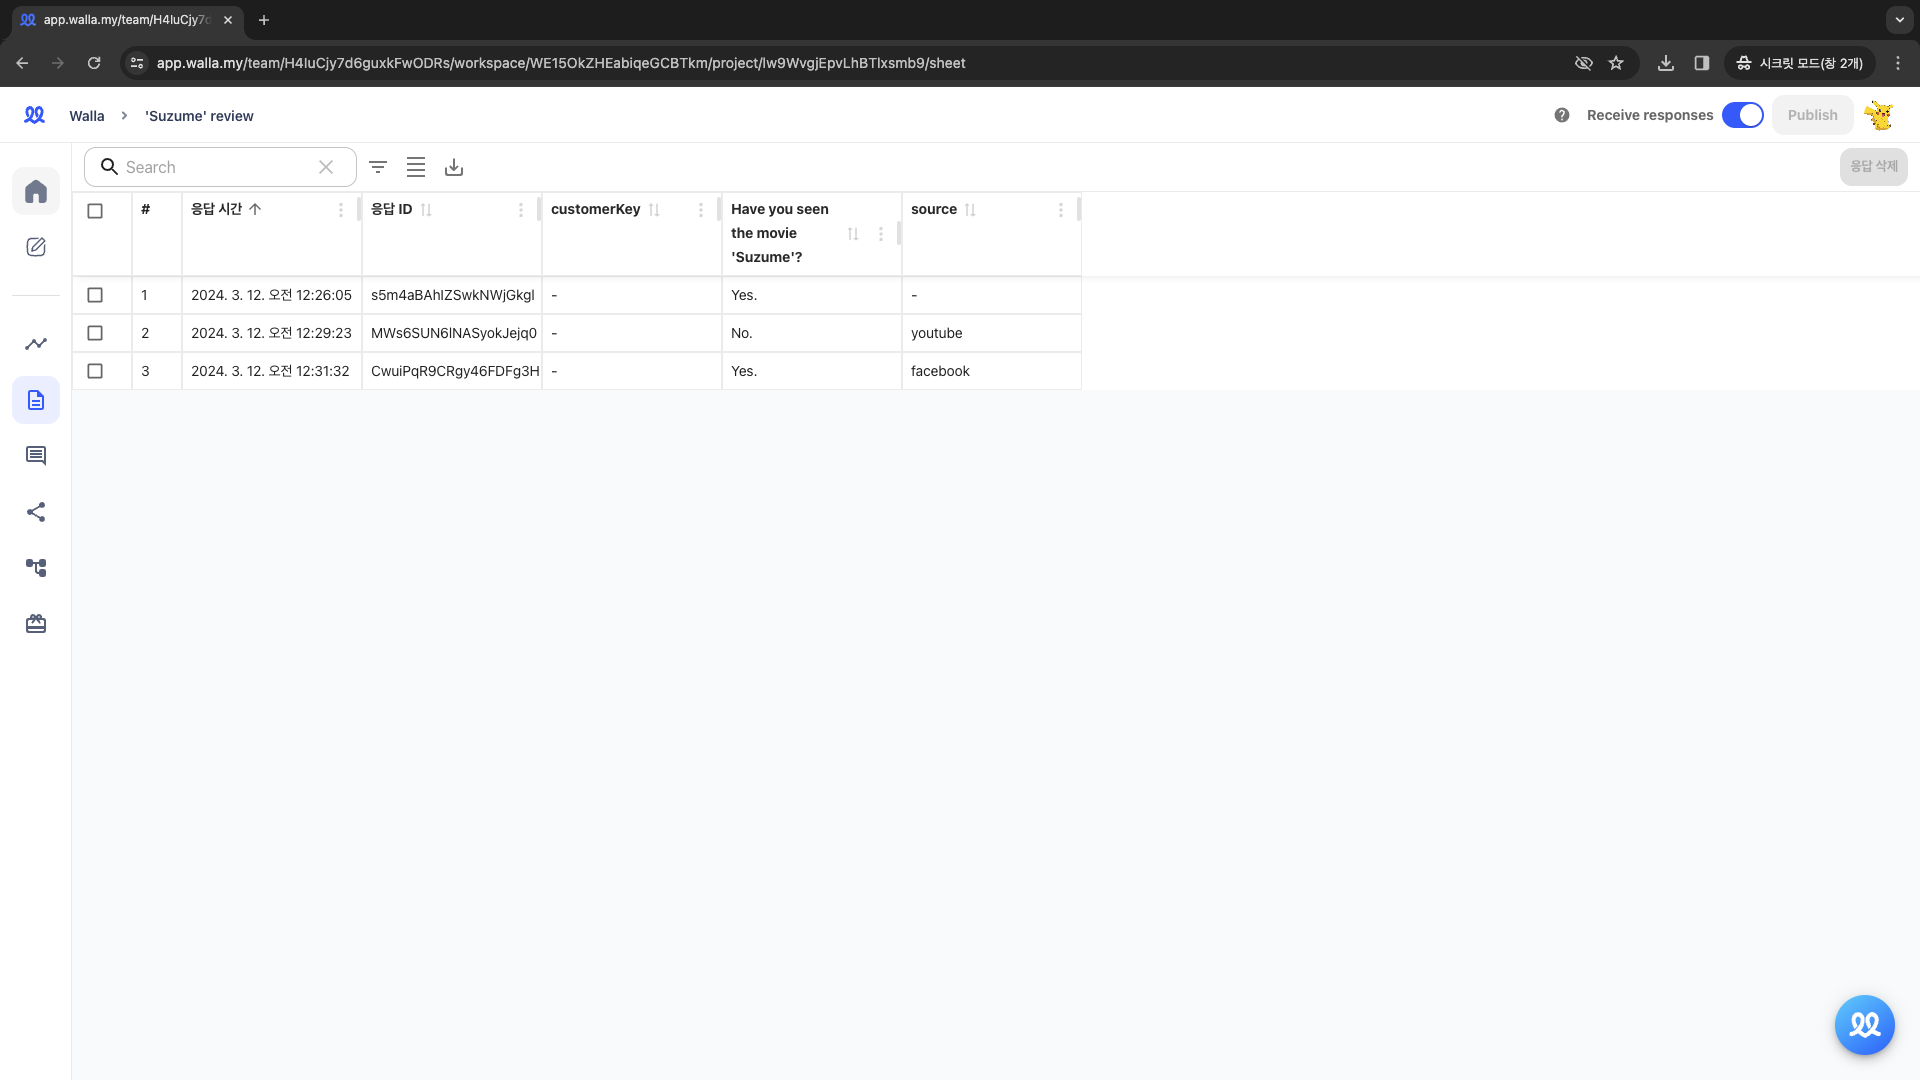 app.walla.my/team/H4luCjy7d
app.walla.my/team/H4luCjy7d6guxkFwODRs/workspace/WE15OkZHEabiqeGCBTkm/project/lw9WvgjEpvLhBTlxsmb9/sheet
시크릿 모드(창 2개)
Walla > 'Suzume' review
Receive responses
Publish
Search
응답 삭제
# 응답 시간 응답 ID customerKey Have you seen the movie 'Suzume'? source
1 2024. 3. 12. 오전 12:26:05 s5m4aBAhlZSwkNWjGkgl - Yes. -
2 2024. 3. 12. 오전 12:29:23 MWs6SUN6lNASyokJejq0 - No. youtube
3 2024. 3. 12. 오전 12:31:32 CwuiPqR9CRgy46FDFg3H - Yes. facebook